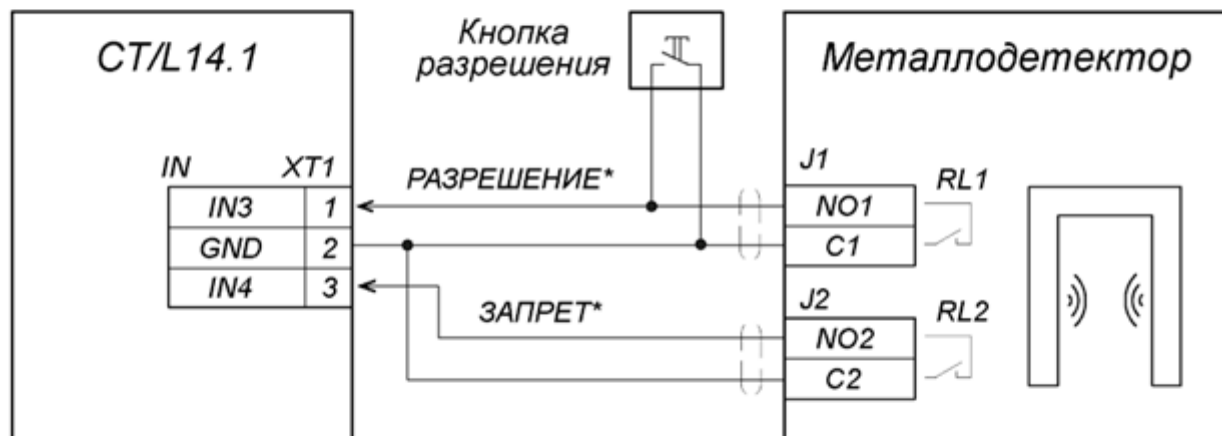 CT/L14.1
Кнопка
разрешения
Металлодетектор
IN XT1
IN3 1
GND 2
IN4 3
РАЗРЕШЕНИЕ*
ЗАПРЕТ*
J1
NO1
C1
RL1
J2
NO2
C2
RL2